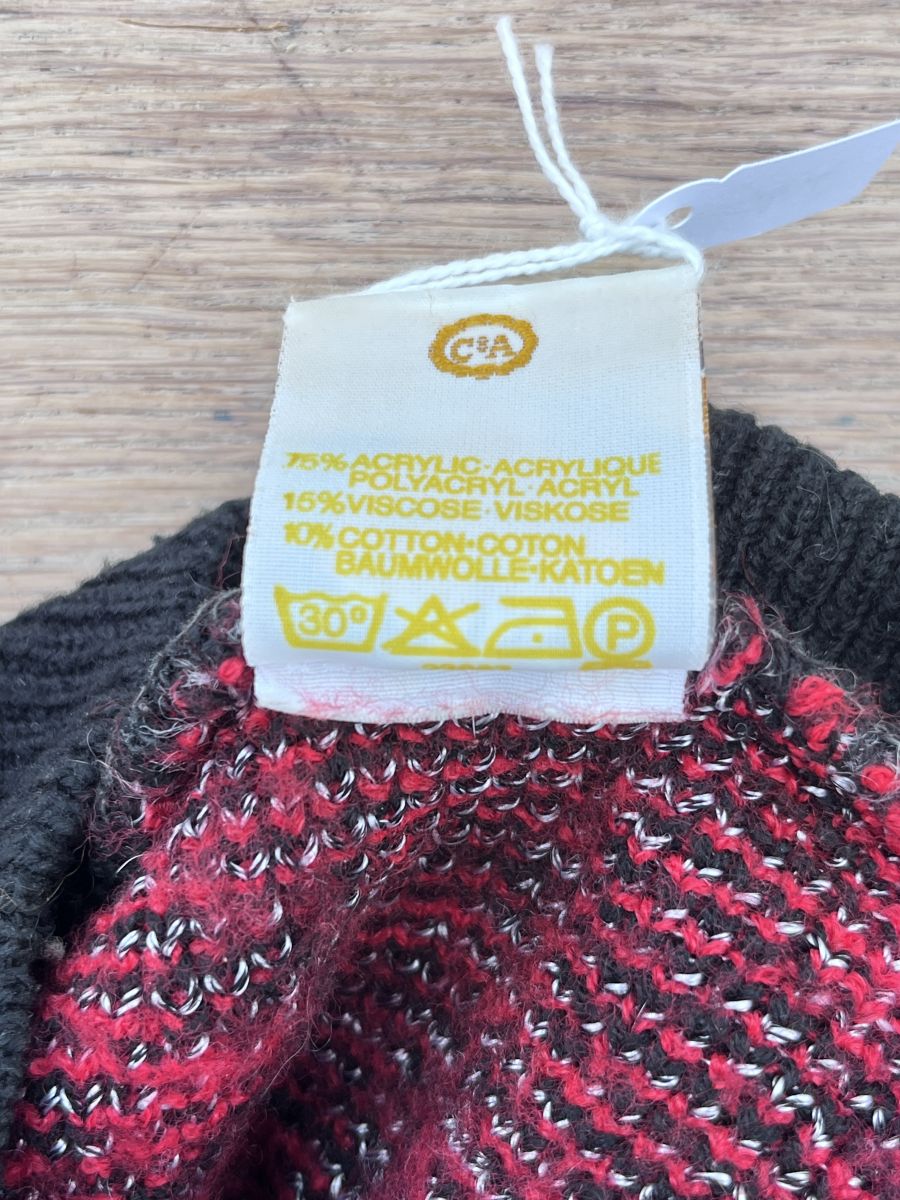 C&A
75% ACRYLIC·ACRYLIQUE
POLYACRYL·ACRYL
15% VISCOSE·VISKOSE
10% COTTON·COTON
BAUMWOLLE·KATOEN
30° P